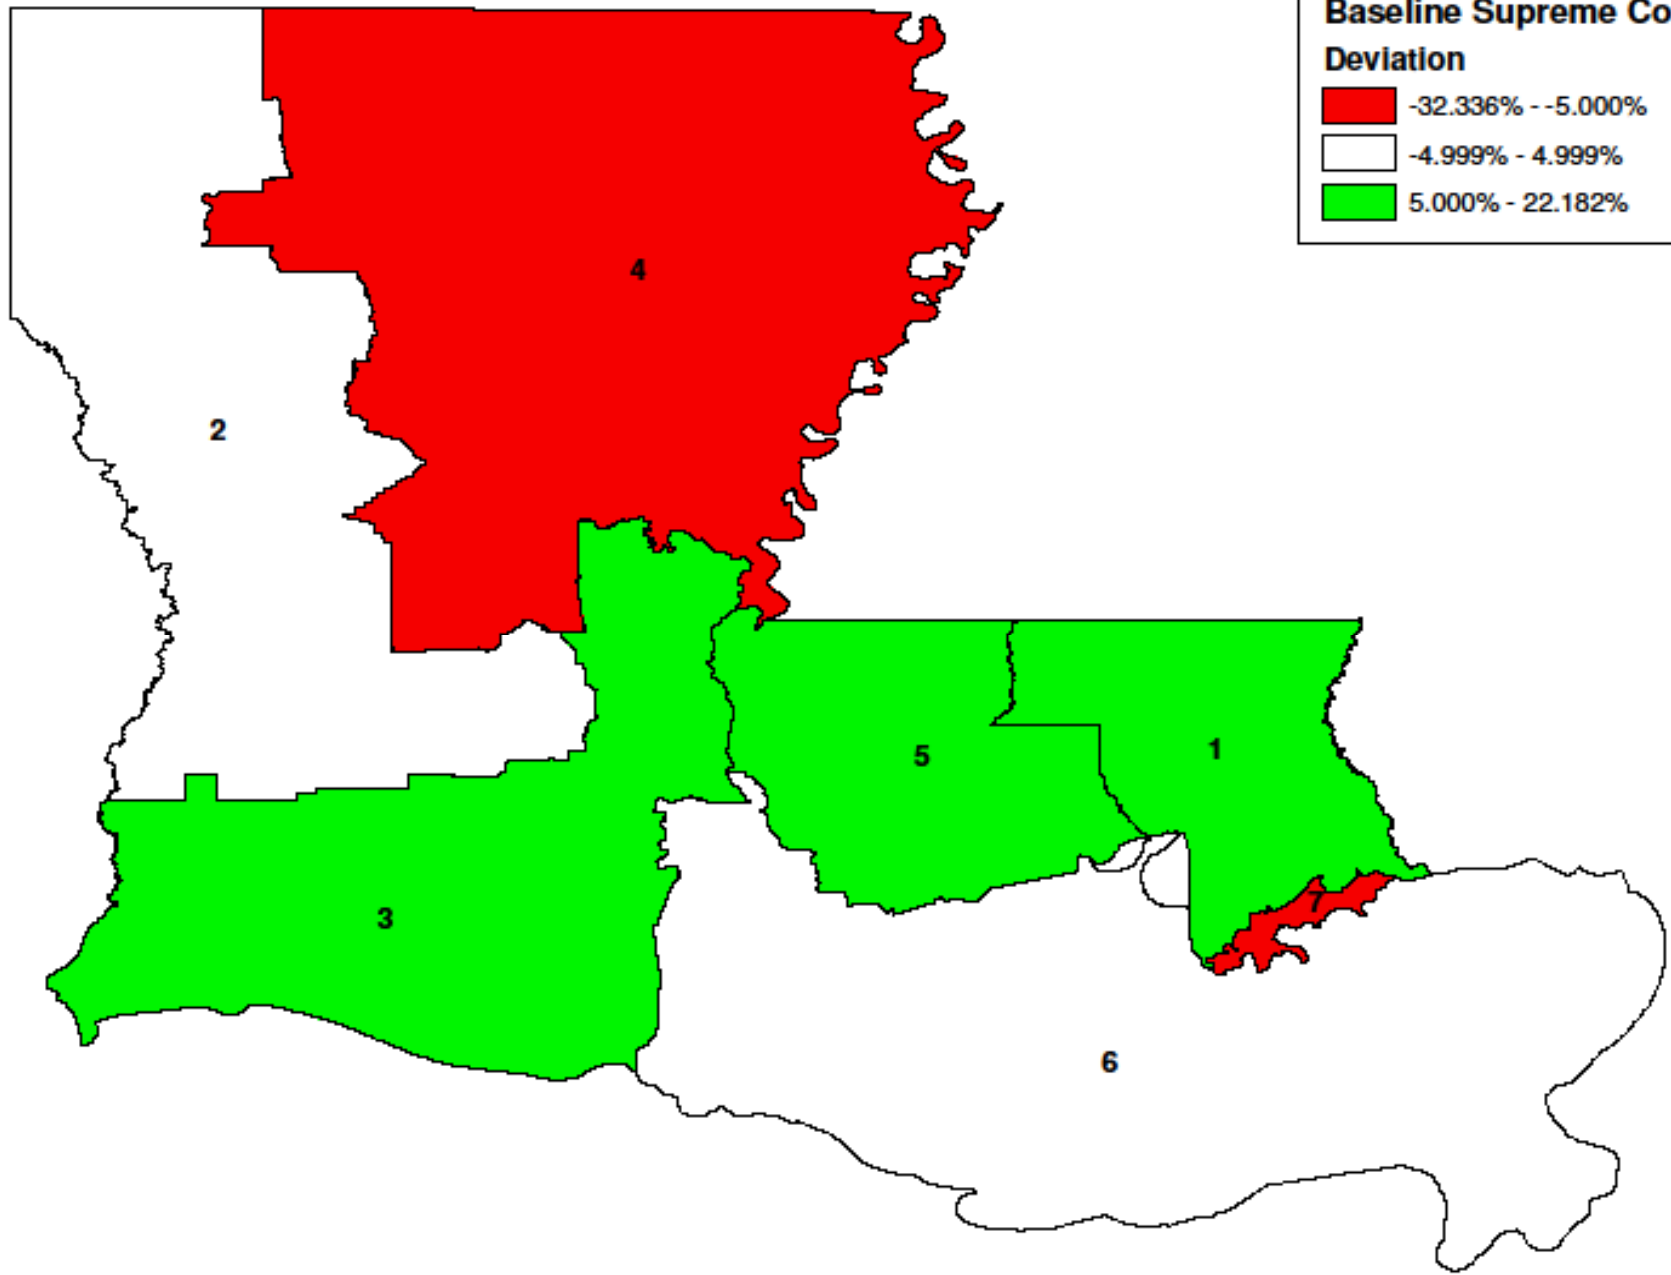 Baseline Supreme Co
Deviation
-32.336% - -5.000%
-4.999% - 4.999%
5.000% - 22.182%
4
2
5
1
7
3
6